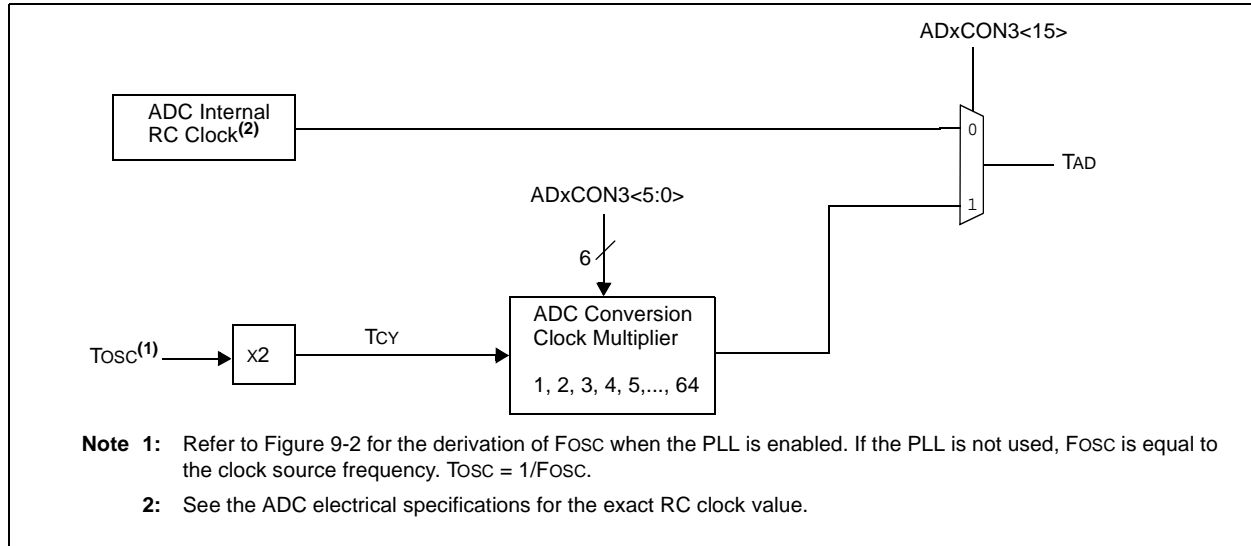 ADxCON3<15>
ADC Internal
RC Clock(2)
0
TAD
ADxCON3<5:0>
1
6
ADC Conversion
Clock Multiplier
TOSC(1)
X2
TCY
1, 2, 3, 4, 5,..., 64
Note 1: Refer to Figure 9-2 for the derivation of FOSC when the PLL is enabled. If the PLL is not used, FOSC is equal to
the clock source frequency. TOSC = 1/FOSC.
2: See the ADC electrical specifications for the exact RC clock value.